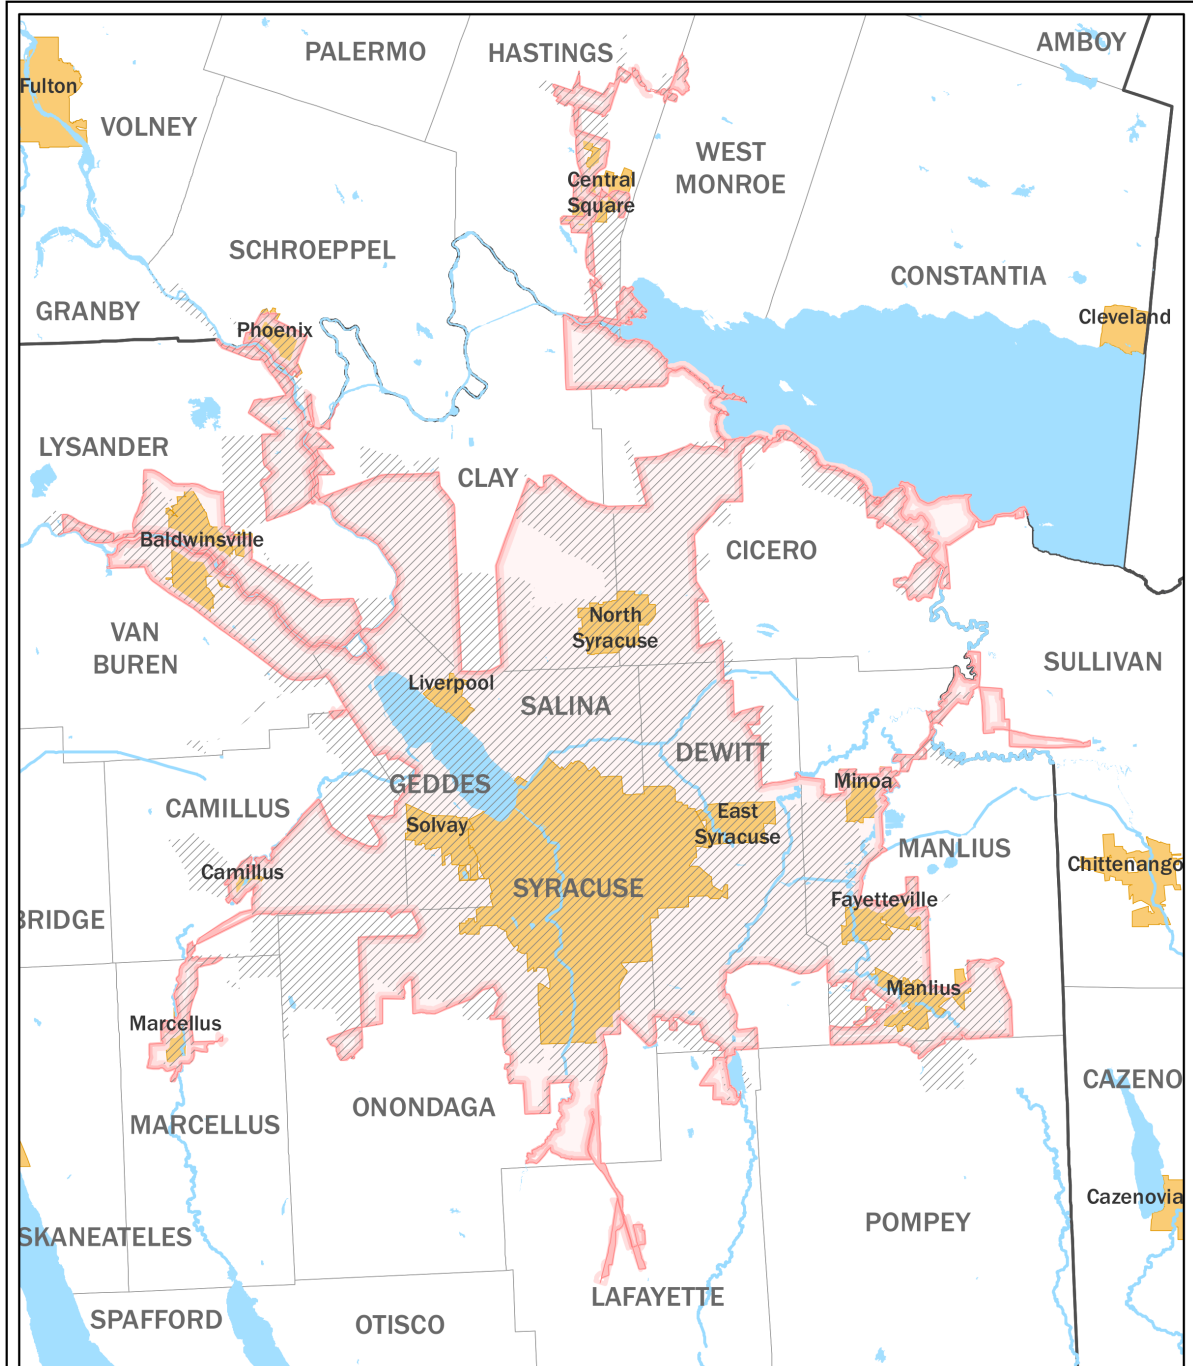 PALERMO
HASTINGS
AMBOY
Fulton
VOLNEY
WEST
MONROE
Central
Square
SCHROEPPEL
CONSTANTIA
GRANBY
Phoenix
Cleveland
LYSANDER
CLAY
Baldwinsville
CICERO
North
Syracuse
VAN
BUREN
SULLIVAN
Liverpool
SALINA
DEWITT
GEDDES
Minoa
CAMILLUS
Solvay
East
Syracuse
MANLIUS
Chittenango
Camillus
SYRACUSE
Fayetteville
BRIDGE
Manlius
Marcellus
CAZENO
ONONDAGA
MARCELLUS
Cazenovia
POMPEY
SKANEATELES
LAFAYETTE
SPAFFORD
OTISCO